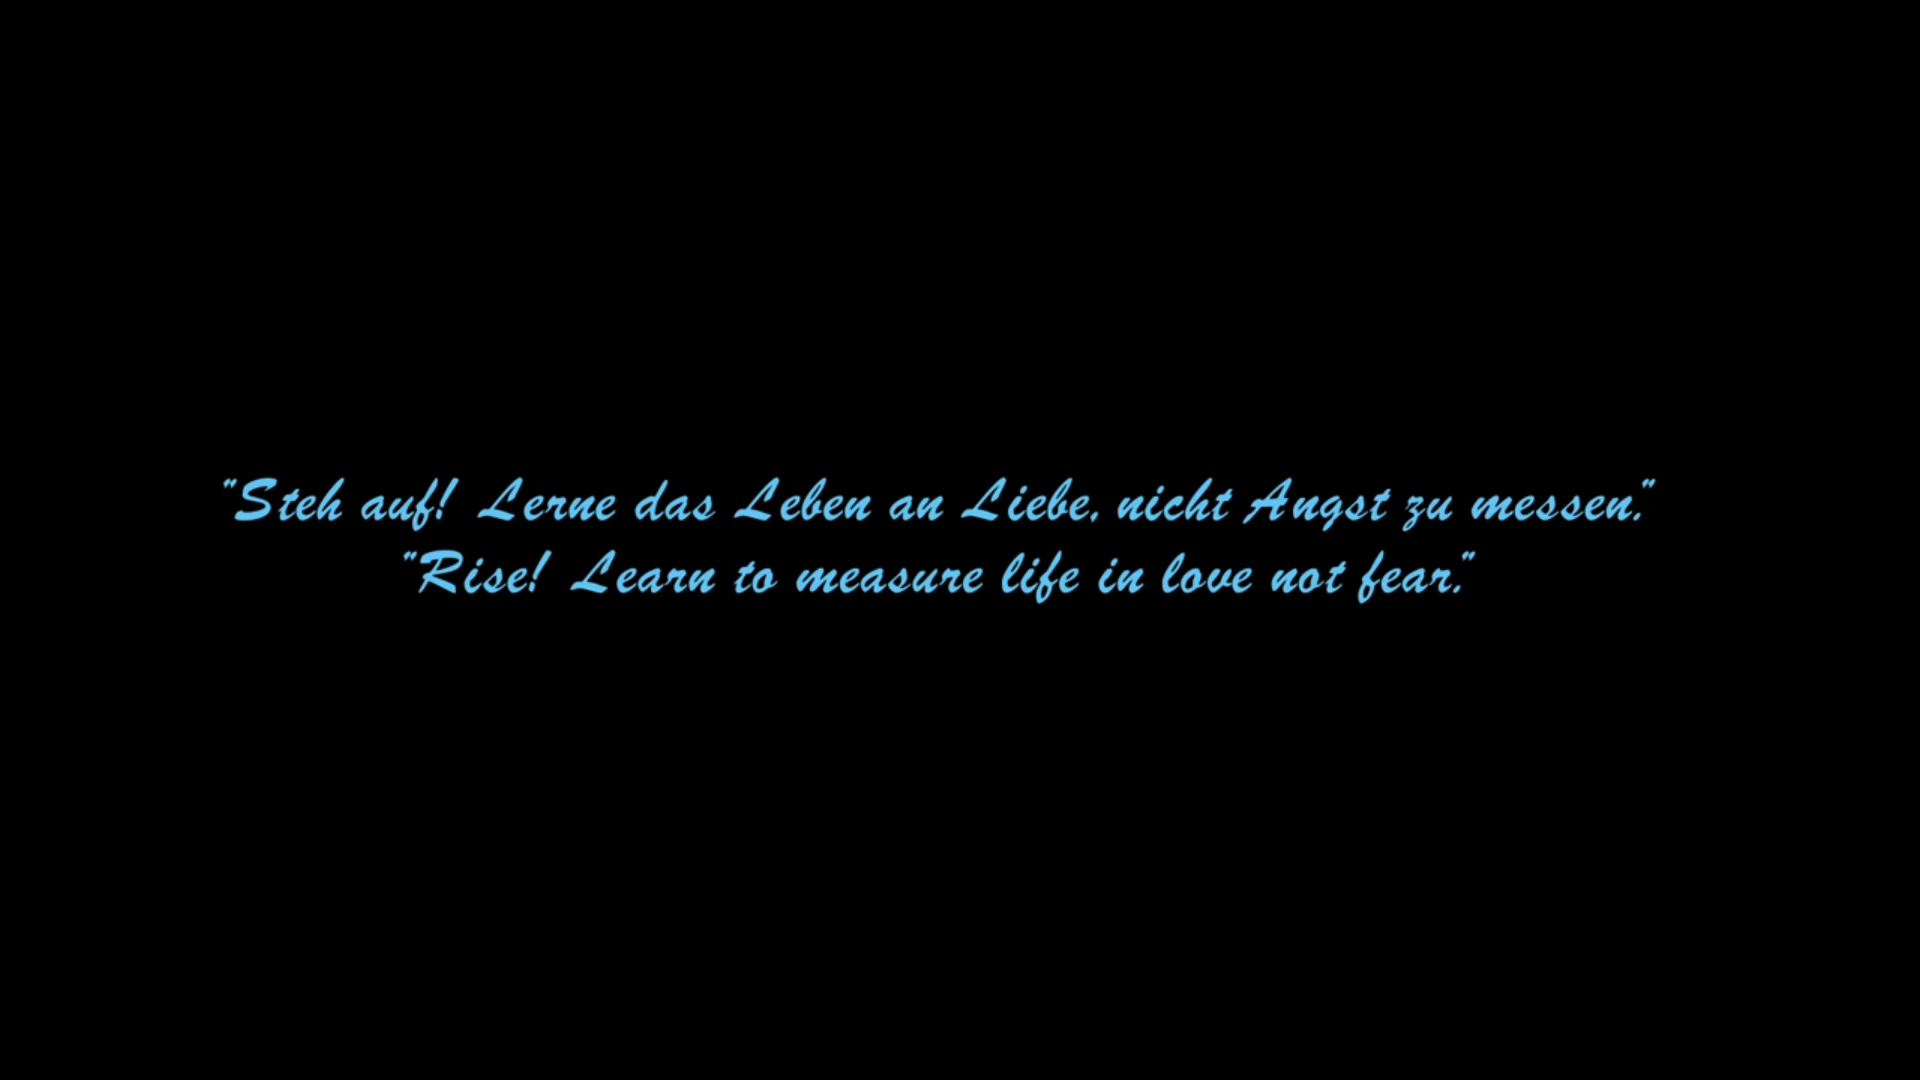 "Steh auf! Lerne das Leben an Liebe, nicht Angst zu messen."
"Rise! Learn to measure life in love not fear."